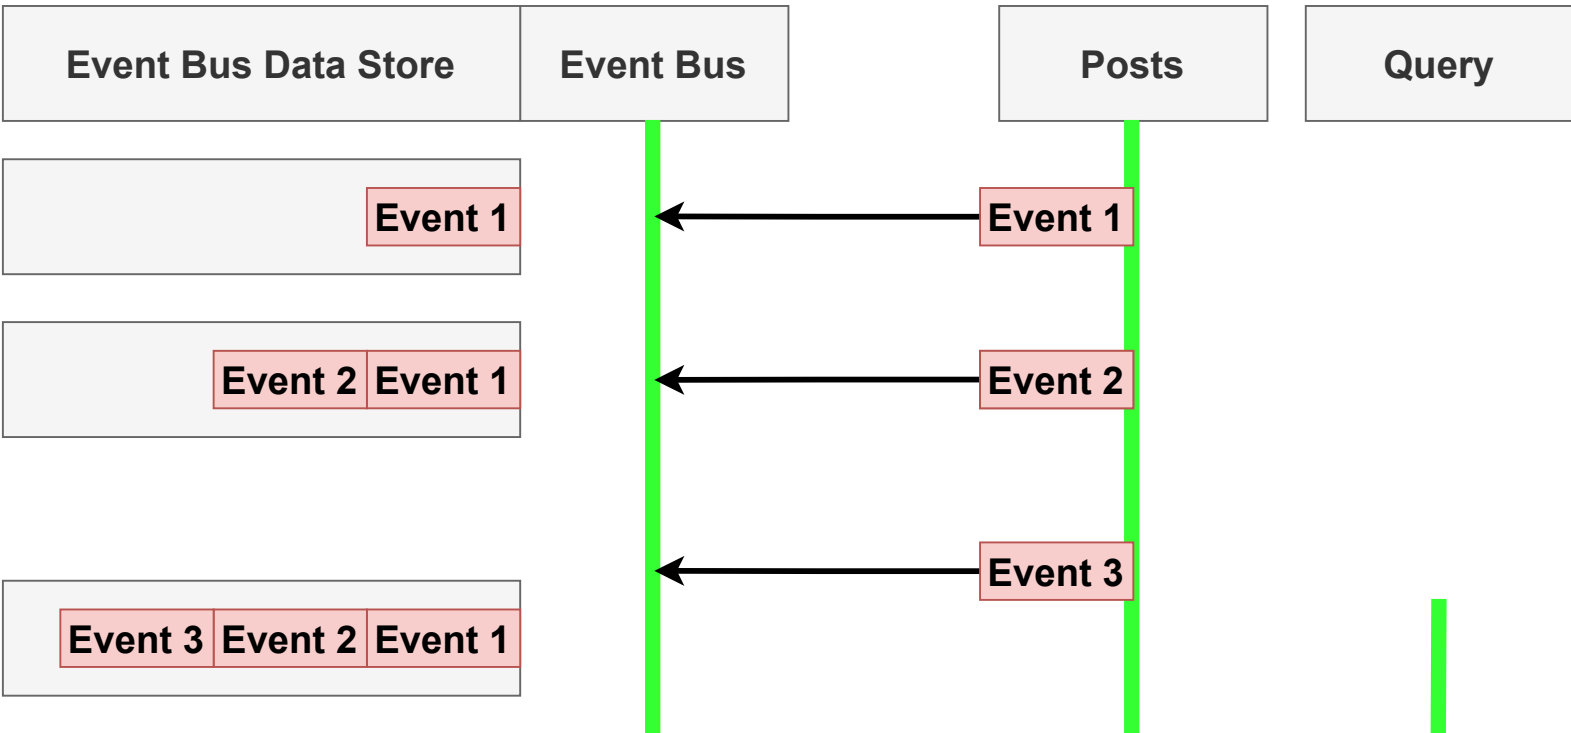 Event Bus Data Store
Event Bus
Posts
Query
Event 1
Event 1
Event 2
Event 1
Event 2
Event 3
Event 3
Event 2
Event 1